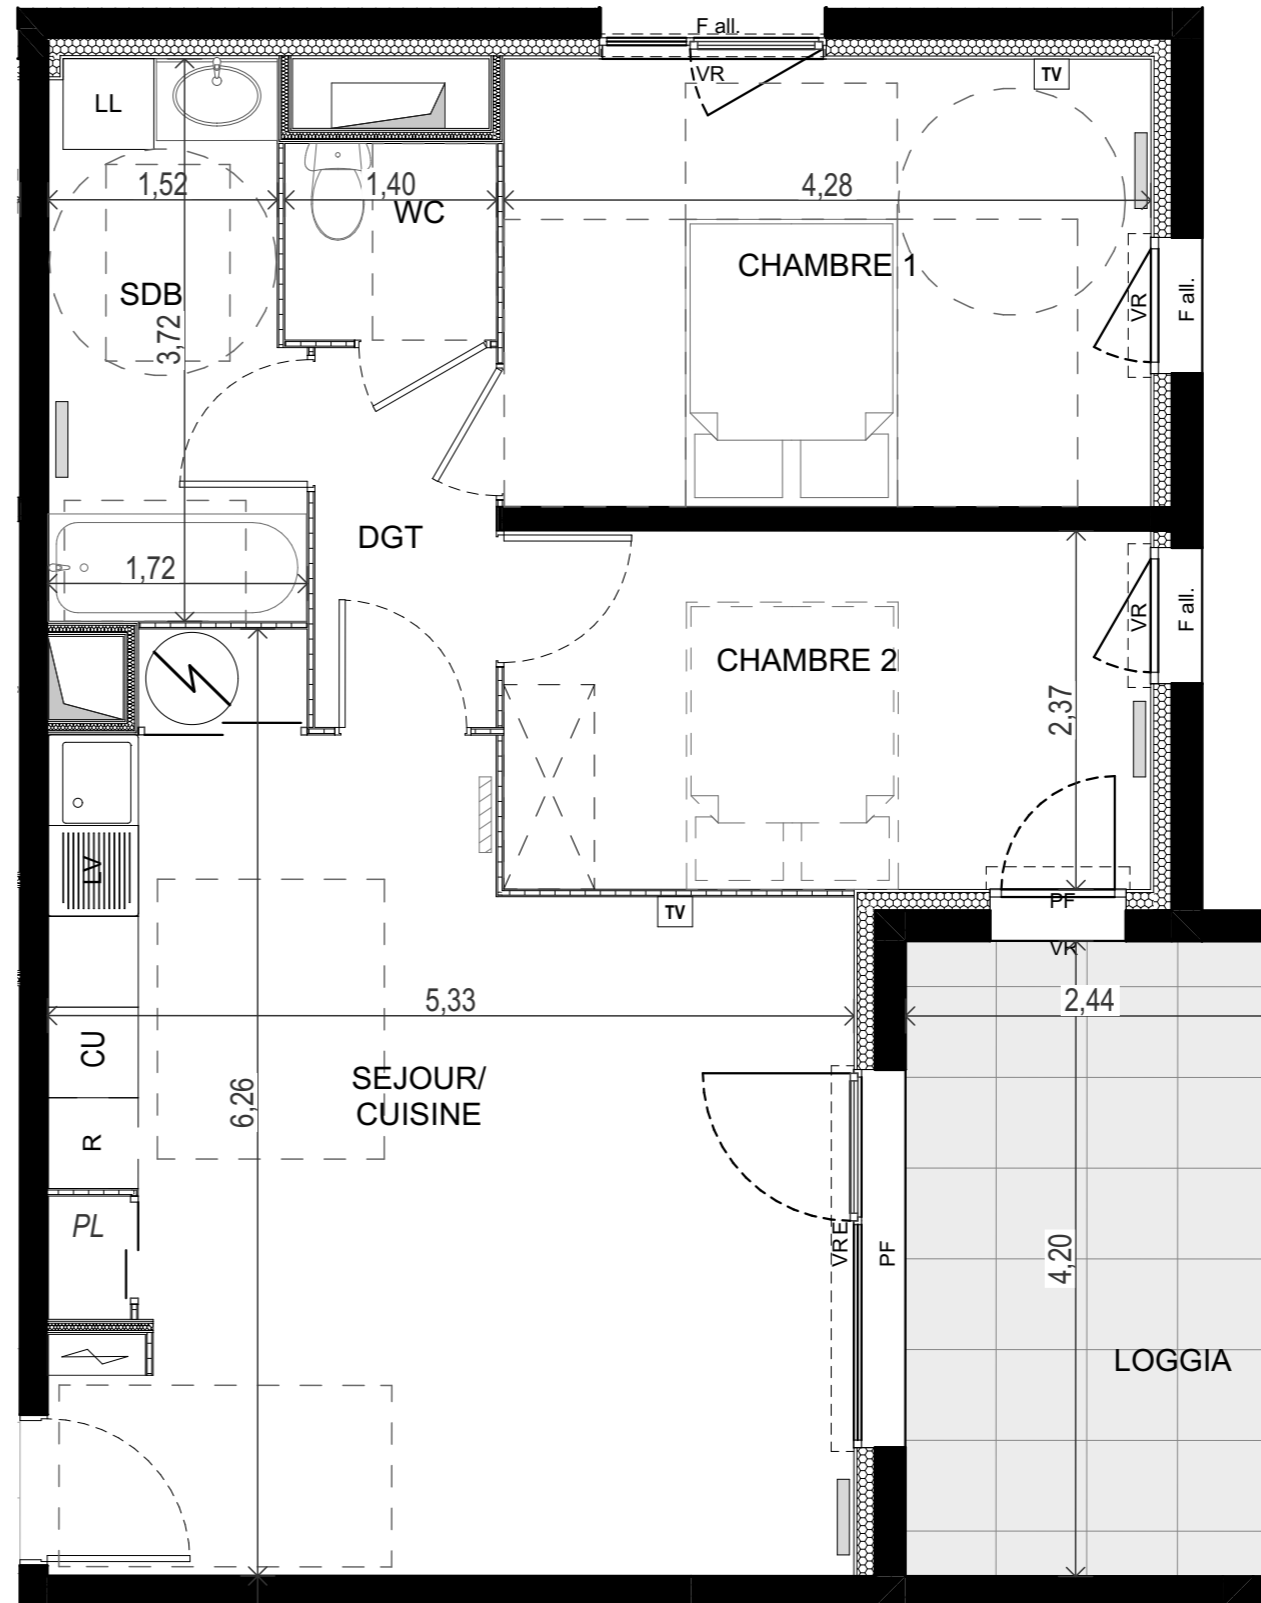 F all.
VR
TV
LL
1,52
1,40
WC
4,28
CHAMBRE 1
SDB
3,72
VR
F all.
DGT
1,72
CHAMBRE 2
VR
F all.
2,37
LV
TV
PF
VR
5,33
2,44
CU
SEJOUR/
CUISINE
6,26
R
PL
VRE
PF
4,20
LOGGIA